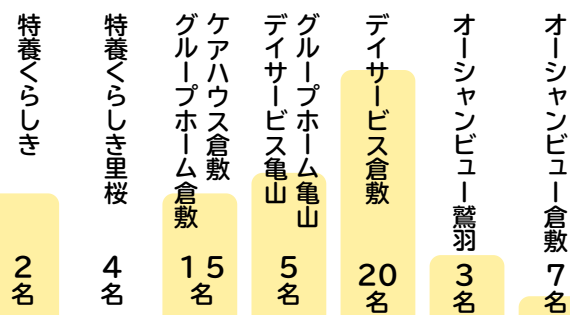 オーシャンビュー倉敷
7名
オーシャンビュー鷲羽
3名
デイサービス倉敷
20名
グループホーム亀山
デイサービス亀山
5名
ケアハウス倉敷
グループホーム倉敷
15名
特養くらしき里桜
4名
特養くらしき
2名